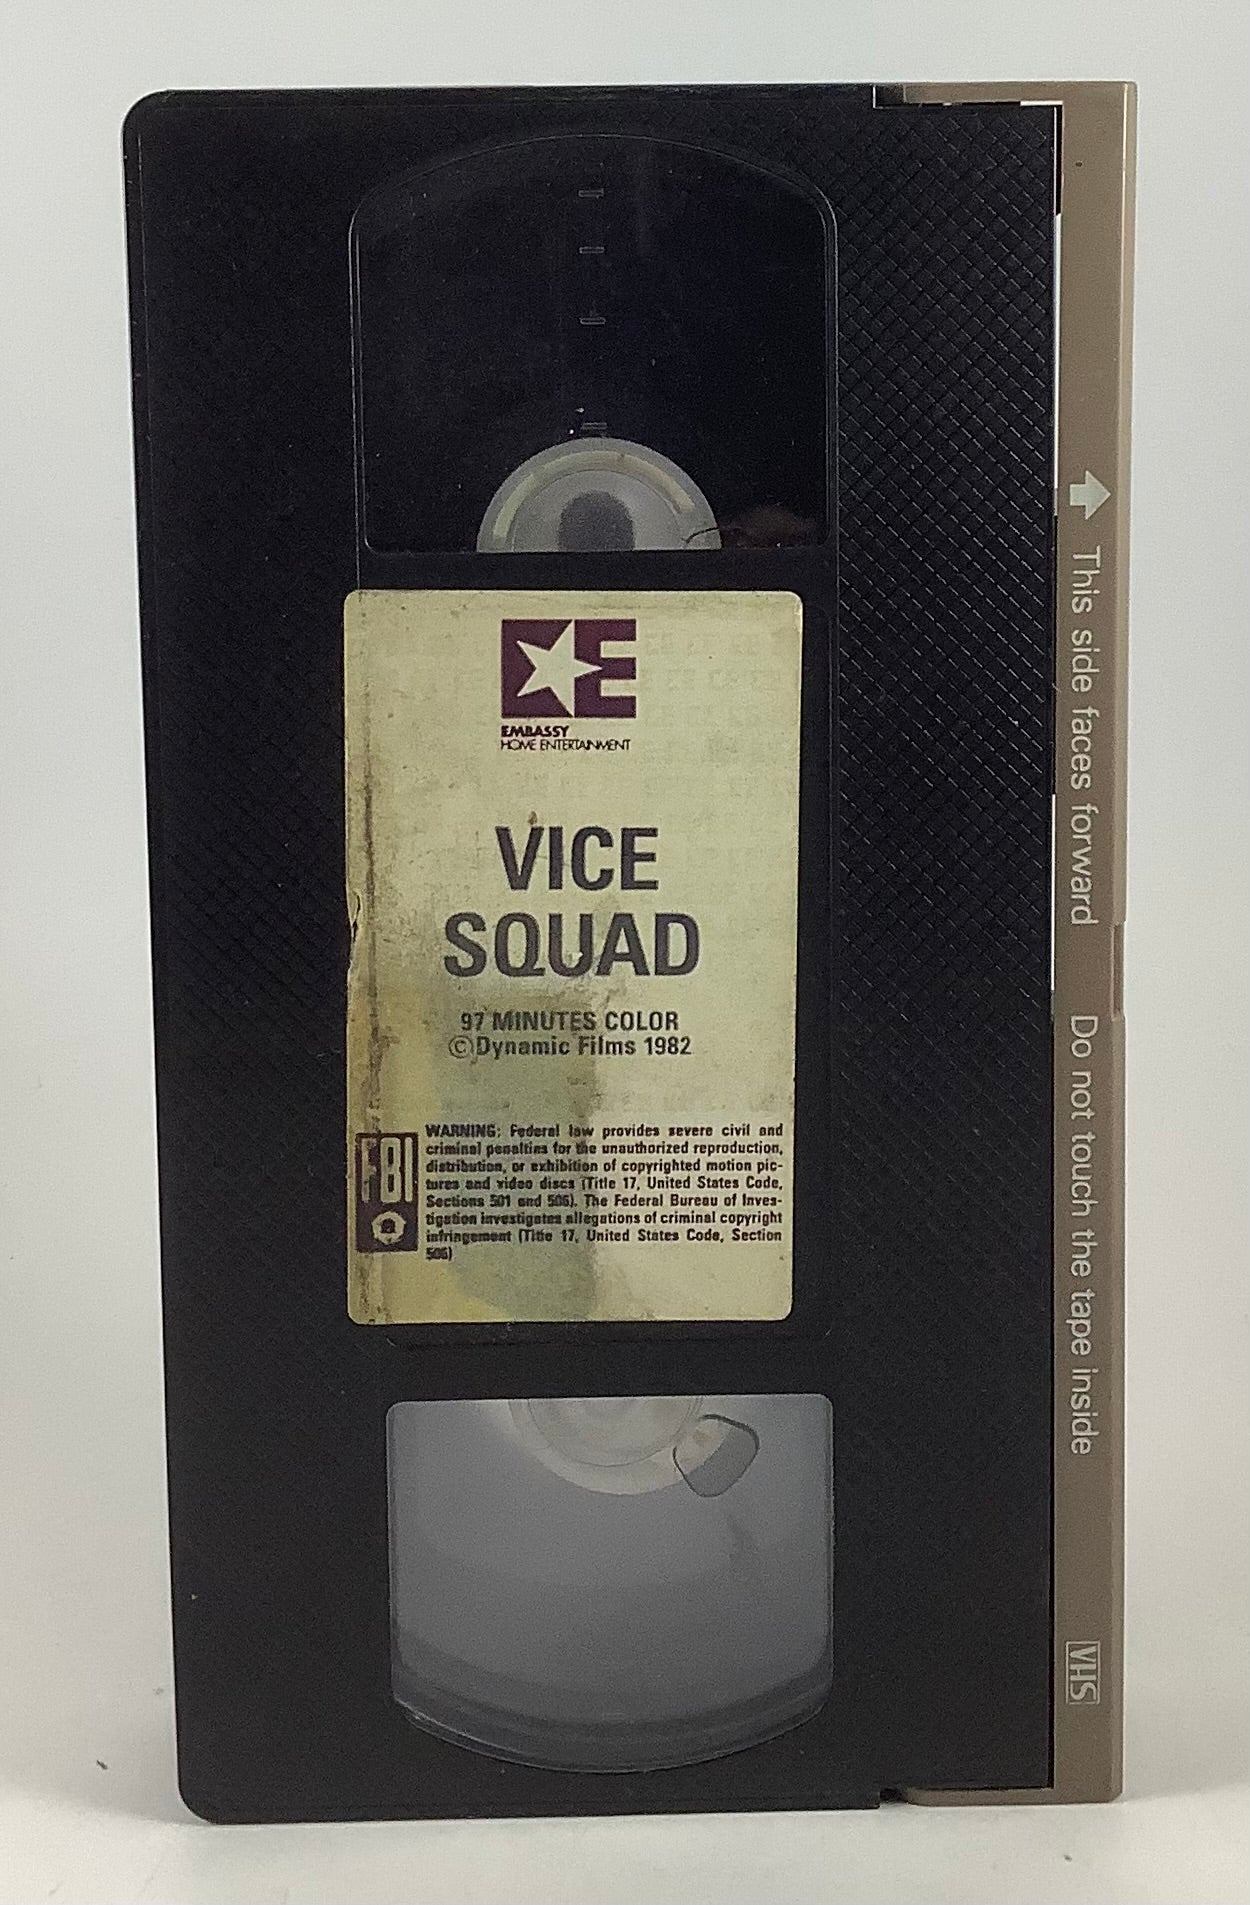 EMBASSY
HOME ENTERTAINMENT
VICE
SQUAD
97 MINUTES COLOR
©Dynamic Films 1982
FBI
WARNING: Federal law provides severe civil and
criminal penalties for the unauthorized reproduction,
distribution, or exhibition of copyrighted motion pic-
tures and video discs (Title 17, United States Code,
Sections 501 and 506). The Federal Bureau of Inves-
tigation investigates allegations of criminal copyright
infringement (Title 17, United States Code, Section
506)
This side faces forward Do not touch the tape inside
VHS